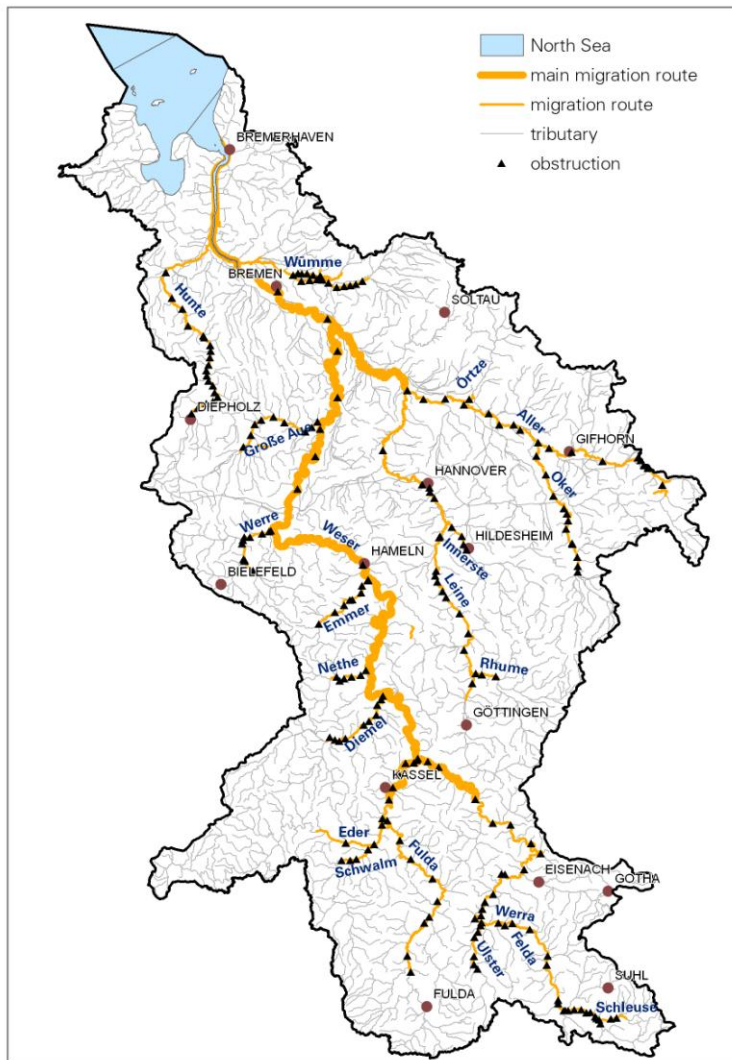 North Sea
main migration route
migration route
tributary
obstruction
BREMERHAVEN
Wümme
BREMEN
SOLTAU
Hunte
Örtze
DIEPHOLZ
Große Aue
Aller
GIFHORN
HANNOVER
Oker
Werre
Weser
HILDESHEIM
Innerste
HAMELN
BIELEFELD
Leine
Emmer
Nethe
Rhume
GÖTTINGEN
Diemel
KASSEL
Eder
Fulda
Schwalm
EISENACH
GOTHA
Werra
Felda
Ulster
SUHL
FULDA
Schleuse